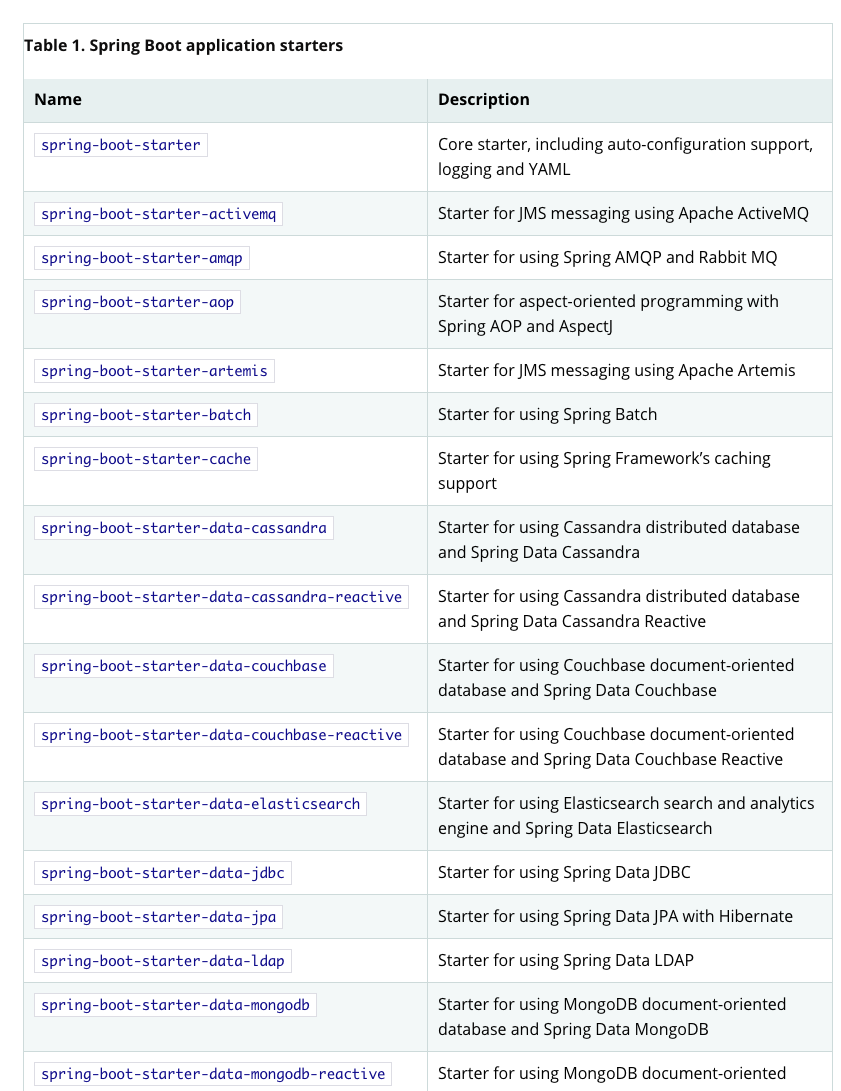 Table 1. Spring Boot application starters
Name Description
spring-boot-starter Core starter, including auto-configuration support,
logging and YAML
spring-boot-starter-activemq Starter for JMS messaging using Apache ActiveMQ
spring-boot-starter-amqp Starter for using Spring AMQP and Rabbit MQ
spring-boot-starter-aop Starter for aspect-oriented programming with
Spring AOP and AspectJ
spring-boot-starter-artemis Starter for JMS messaging using Apache Artemis
spring-boot-starter-batch Starter for using Spring Batch
spring-boot-starter-cache Starter for using Spring Framework’s caching
support
spring-boot-starter-data-cassandra Starter for using Cassandra distributed database
and Spring Data Cassandra
spring-boot-starter-data-cassandra-reactive Starter for using Cassandra distributed database
and Spring Data Cassandra Reactive
spring-boot-starter-data-couchbase Starter for using Couchbase document-oriented
database and Spring Data Couchbase
spring-boot-starter-data-couchbase-reactive Starter for using Couchbase document-oriented
database and Spring Data Couchbase Reactive
spring-boot-starter-data-elasticsearch Starter for using Elasticsearch search and analytics
engine and Spring Data Elasticsearch
spring-boot-starter-data-jdbc Starter for using Spring Data JDBC
spring-boot-starter-data-jpa Starter for using Spring Data JPA with Hibernate
spring-boot-starter-data-ldap Starter for using Spring Data LDAP
spring-boot-starter-data-mongodb Starter for using MongoDB document-oriented
database and Spring Data MongoDB
spring-boot-starter-data-mongodb-reactive Starter for using MongoDB document-oriented